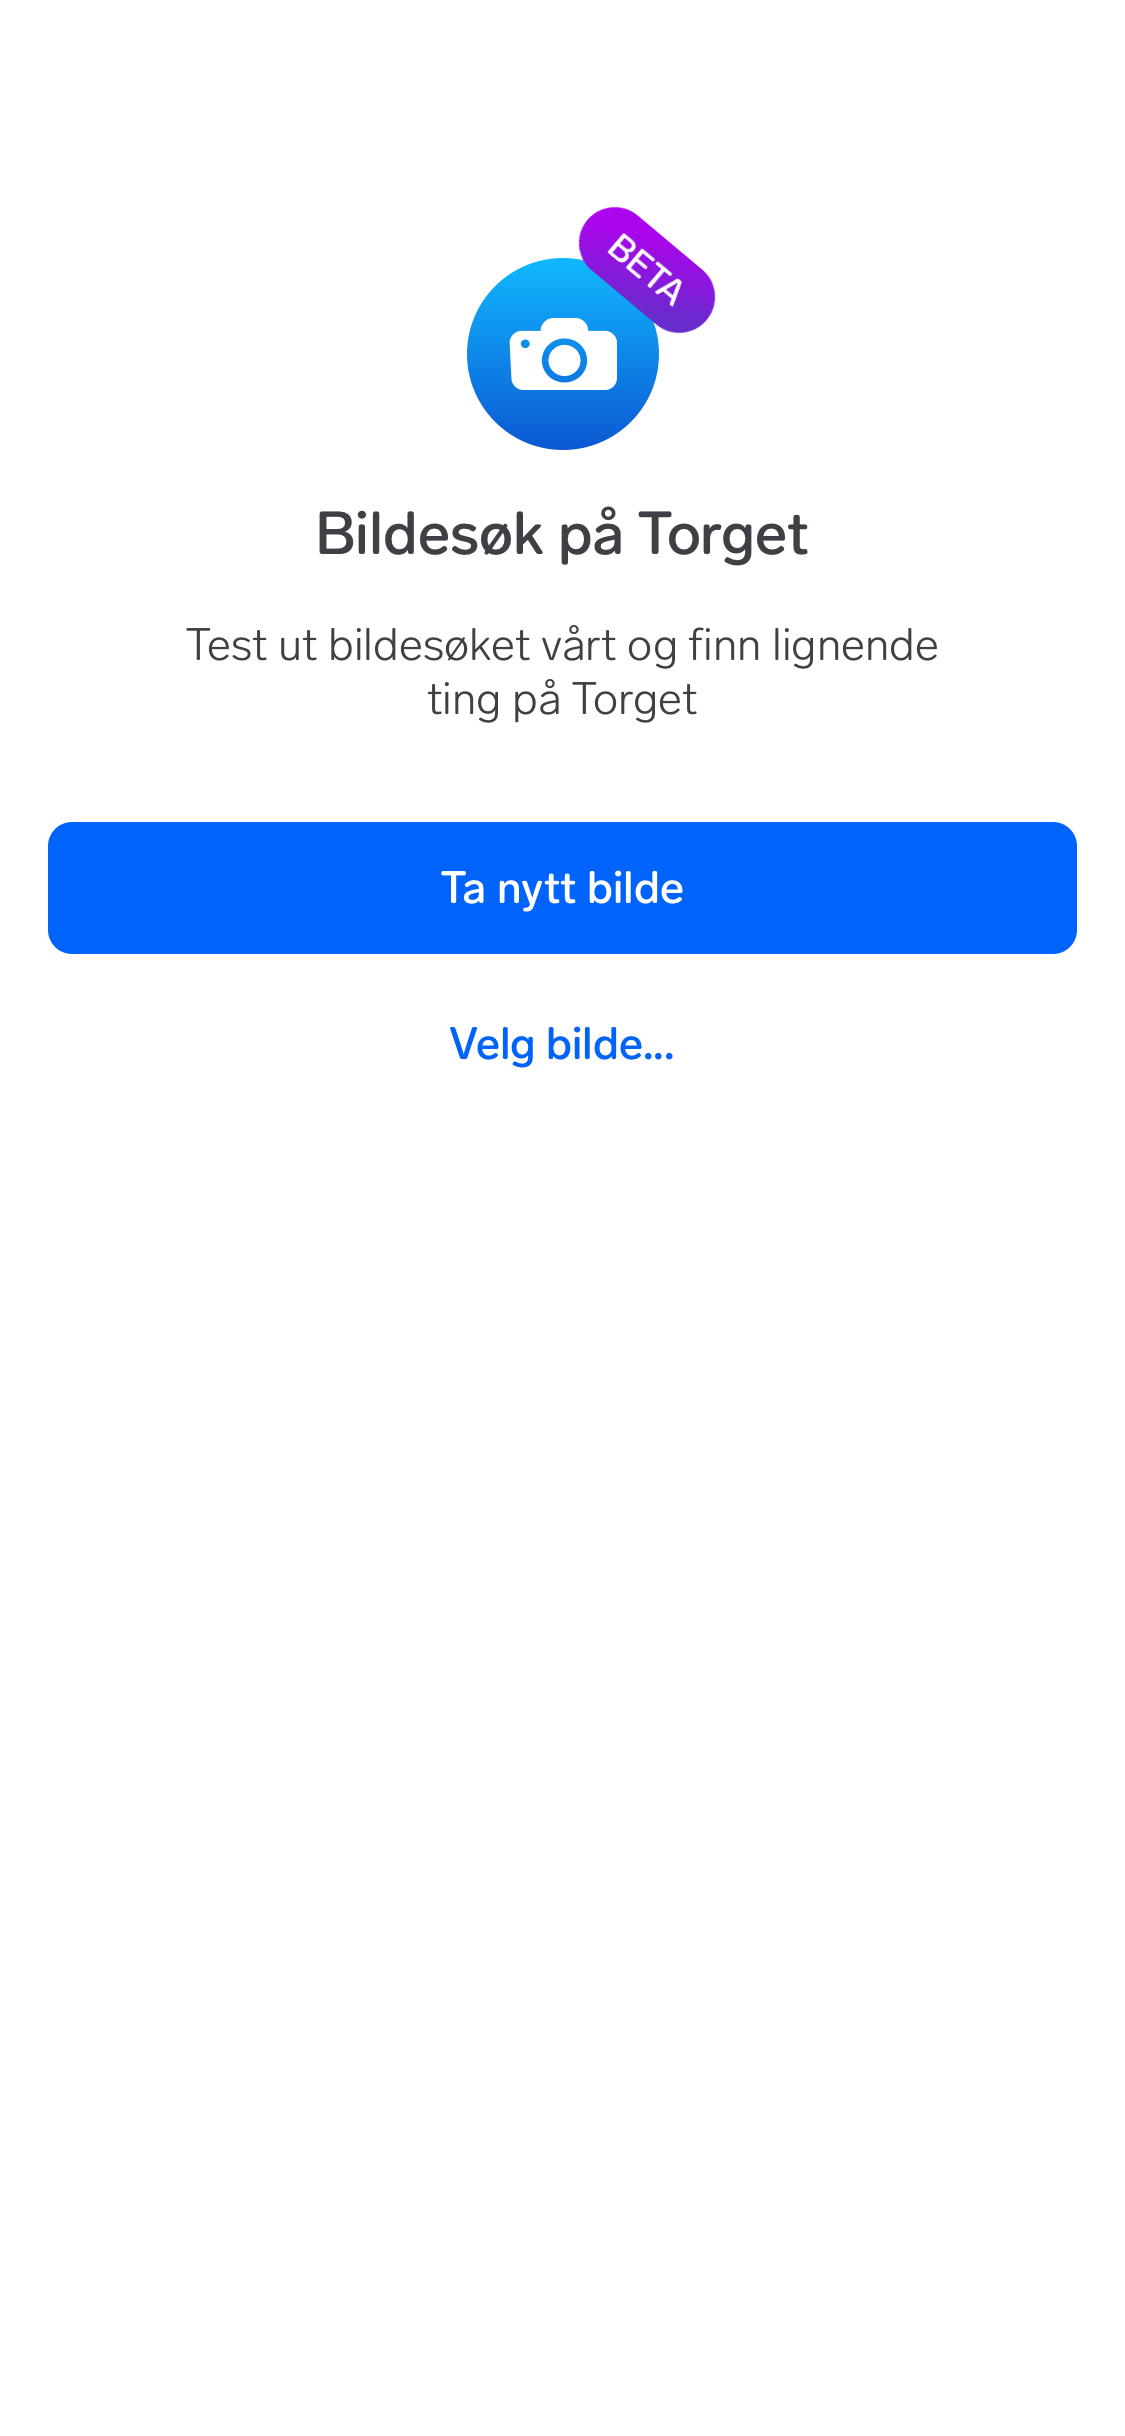 BETA
Bildesøk på Torget
Test ut bildesøket vårt og finn lignende
ting på Torget
Ta nytt bilde
Velg bilde...